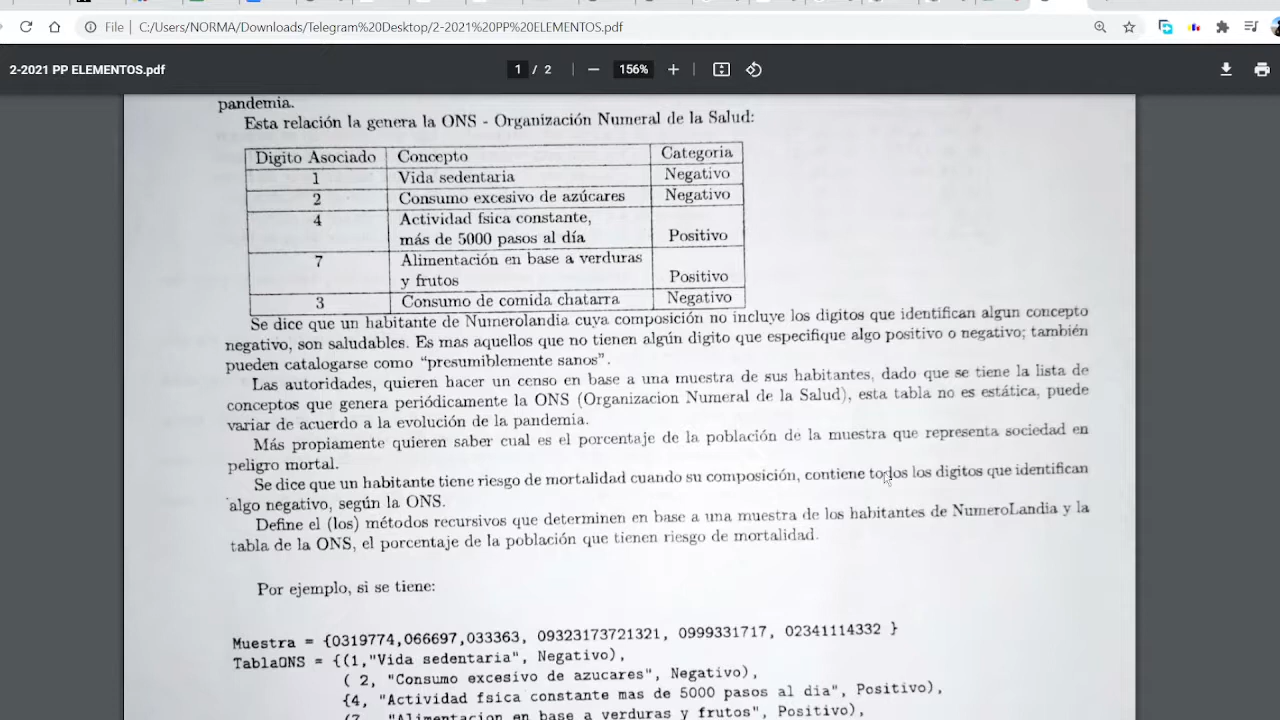 File | C:/Users/NORMA/Downloads/Telegram%20Desktop/2-2021%20PP%20ELEMENTOS.pdf
2-2021 PP ELEMENTOS.pdf 1 / 2 — 156% +
pandemia.
Esta relación la genera la ONS - Organización Numeral de la Salud:
Digito Asociado Concepto Categoria
1 Vida sedentaria Negativo
2 Consumo excesivo de azúcares Negativo
4 Actividad fsica constante,
más de 5000 pasos al día Positivo
7 Alimentación en base a verduras
y frutos Positivo
3 Consumo de comida chatarra Negativo
Se dice que un habitante de Numerolandia cuya composición no incluye los digitos que identifican algun concepto
negativo, son saludables. Es mas aquellos que no tienen algún digito que especifique algo positivo o negativo; también
pueden catalogarse como “presumiblemente sanos”.
Las autoridades, quieren hacer un censo en base a una muestra de sus habitantes, dado que se tiene la lista de
conceptos que genera periódicamente la ONS (Organizacion Numeral de la Salud), esta tabla no es estática, puede
variar de acuerdo a la evolución de la pandemia.
Más propiamente quieren saber cual es el porcentaje de la población de la muestra que representa sociedad en
peligro mortal.
Se dice que un habitante tiene riesgo de mortalidad cuando su composición, contiene todos los digitos que identifican
algo negativo, según la ONS.
Define el (los) métodos recursivos que determinen en base a una muestra de los habitantes de NumeroLandia y la
tabla de la ONS, el porcentaje de la población que tienen riesgo de mortalidad.
Por ejemplo, si se tiene:
Muestra = {0319774,066697,033363, 09323173721321, 0999331717, 02341114332 }
TablaONS = {(1,"Vida sedentaria", Negativo),
( 2, "Consumo excesivo de azucares", Negativo),
{4, "Actividad fsica constante mas de 5000 pasos al dia", Positivo),
(7, "Alimentacion en base a verduras y frutos", Positivo),